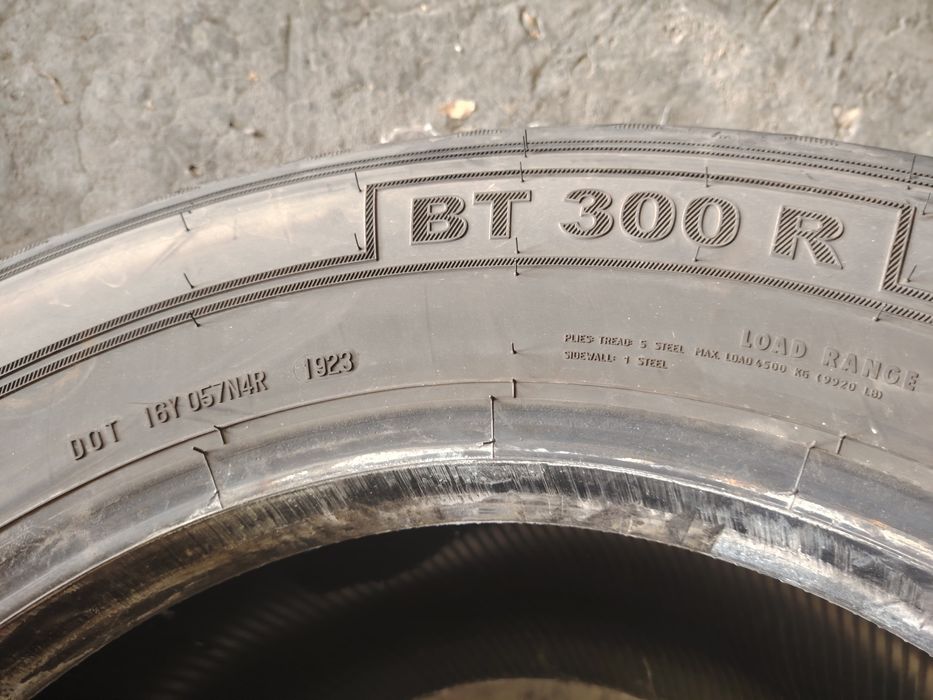 BT 300 R
LOAD RANGE
PLIES: TREAD: 5 STEEL MAX. LOAD 4500 KG (9920 LB)
SIDEWALL: 1 STEEL
DOT 16Y 057N4R 1923